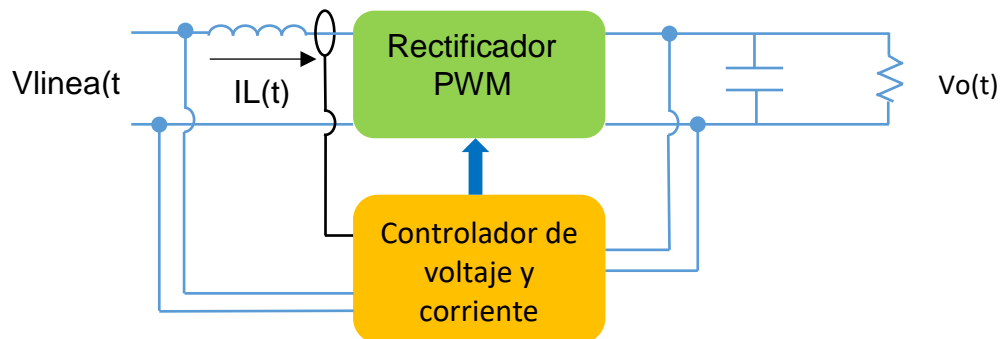 Rectificador
PWM
Vlinea(t
IL(t)
Vo(t)
Controlador de
voltaje y
corriente